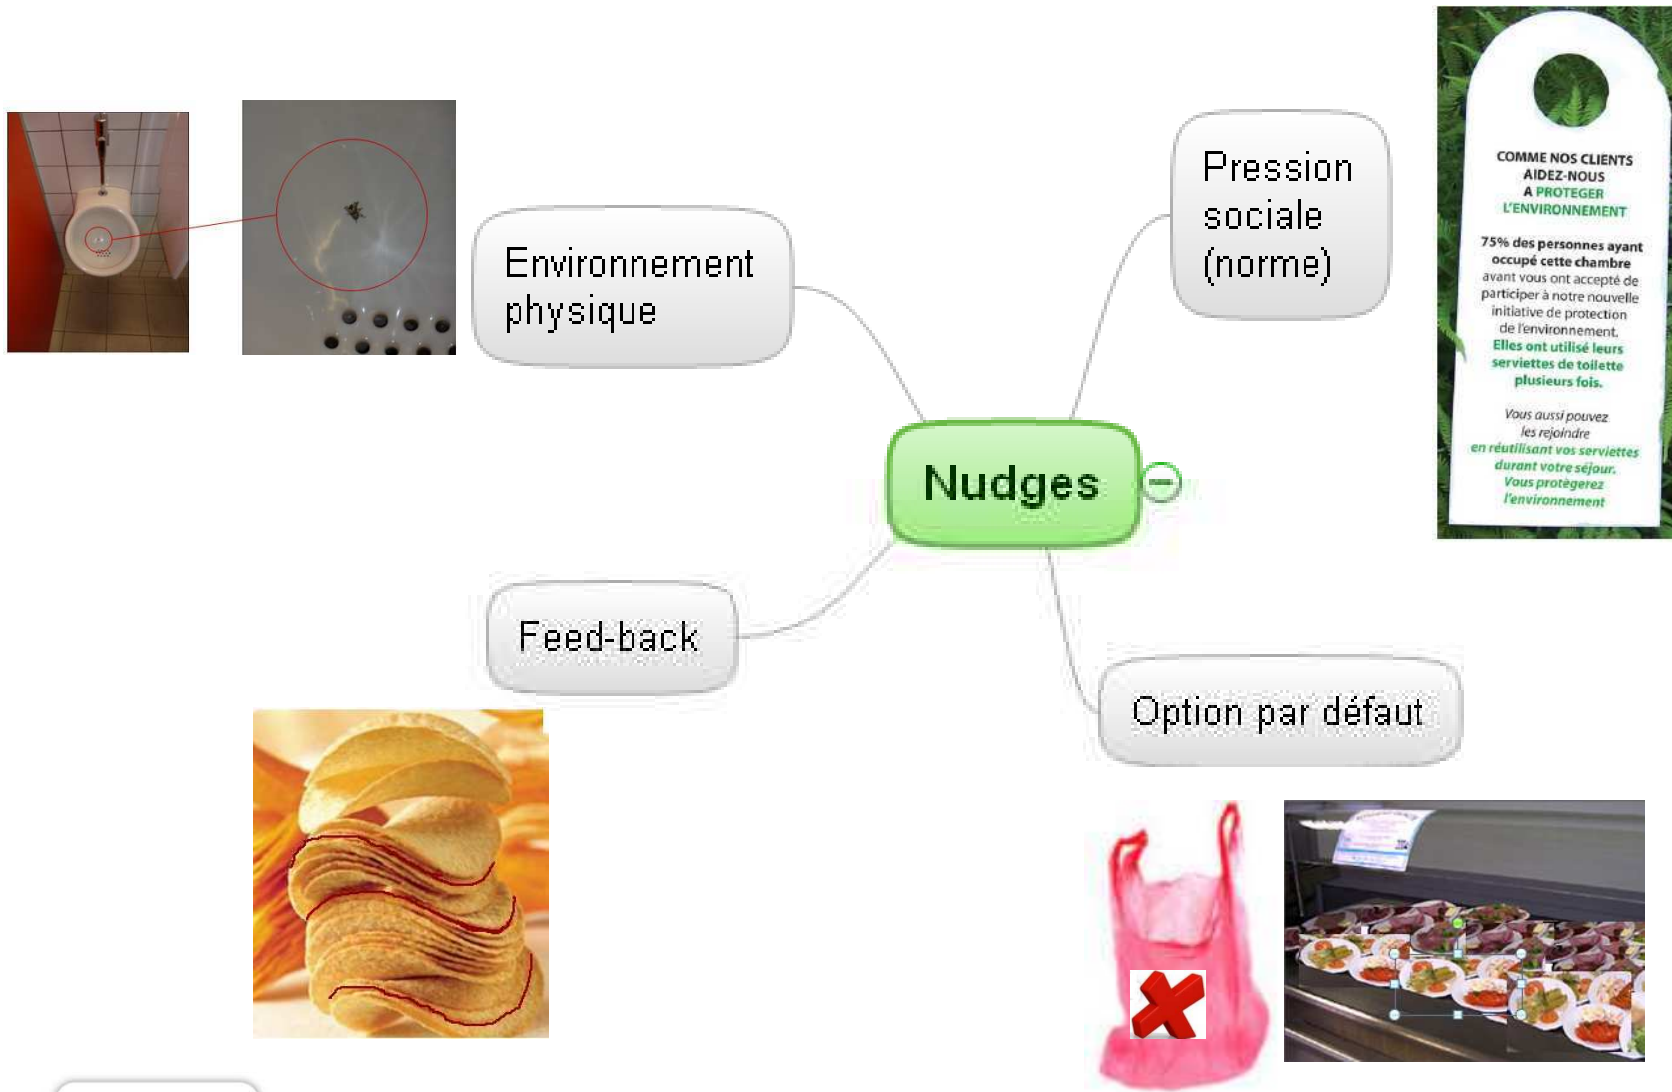 Environnement
physique
Pression
sociale
(norme)
COMME NOS CLIENTS
AIDEZ-NOUS
A PROTEGER
L'ENVIRONNEMENT
75% des personnes ayant
occupé cette chambre
avant vous ont accepté de
participer à notre nouvelle
initiative de protection
de l'environnement.
Elles ont utilisé leurs
serviettes de toilette
plusieurs fois.
Vous aussi pouvez
les rejoindre
en réutilisant vos serviettes
durant votre séjour.
Vous protègerez
l'environnement
Nudges
Feed-back
Option par défaut